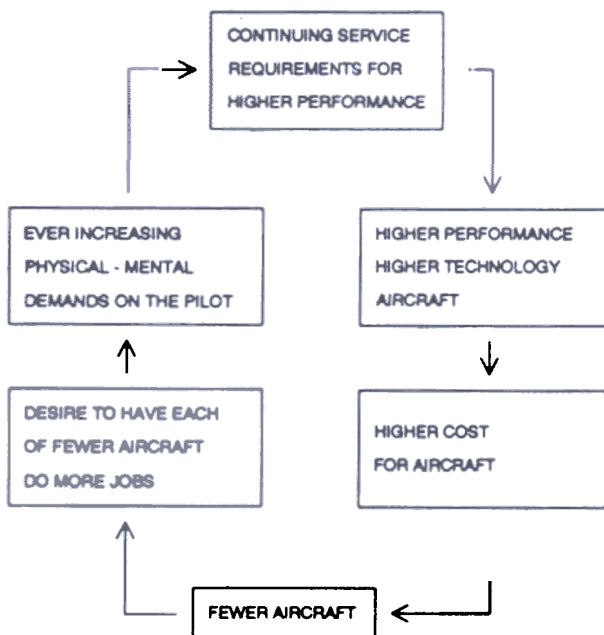 CONTINUING SERVICE
REQUIREMENTS FOR
HIGHER PERFORMANCE
HIGHER PERFORMANCE
HIGHER TECHNOLOGY
AIRCRAFT
HIGHER COST
FOR AIRCRAFT
FEWER AIRCRAFT
DESIRE TO HAVE EACH
OF FEWER AIRCRAFT
DO MORE JOBS
EVER INCREASING
PHYSICAL - MENTAL
DEMANDS ON THE PILOT